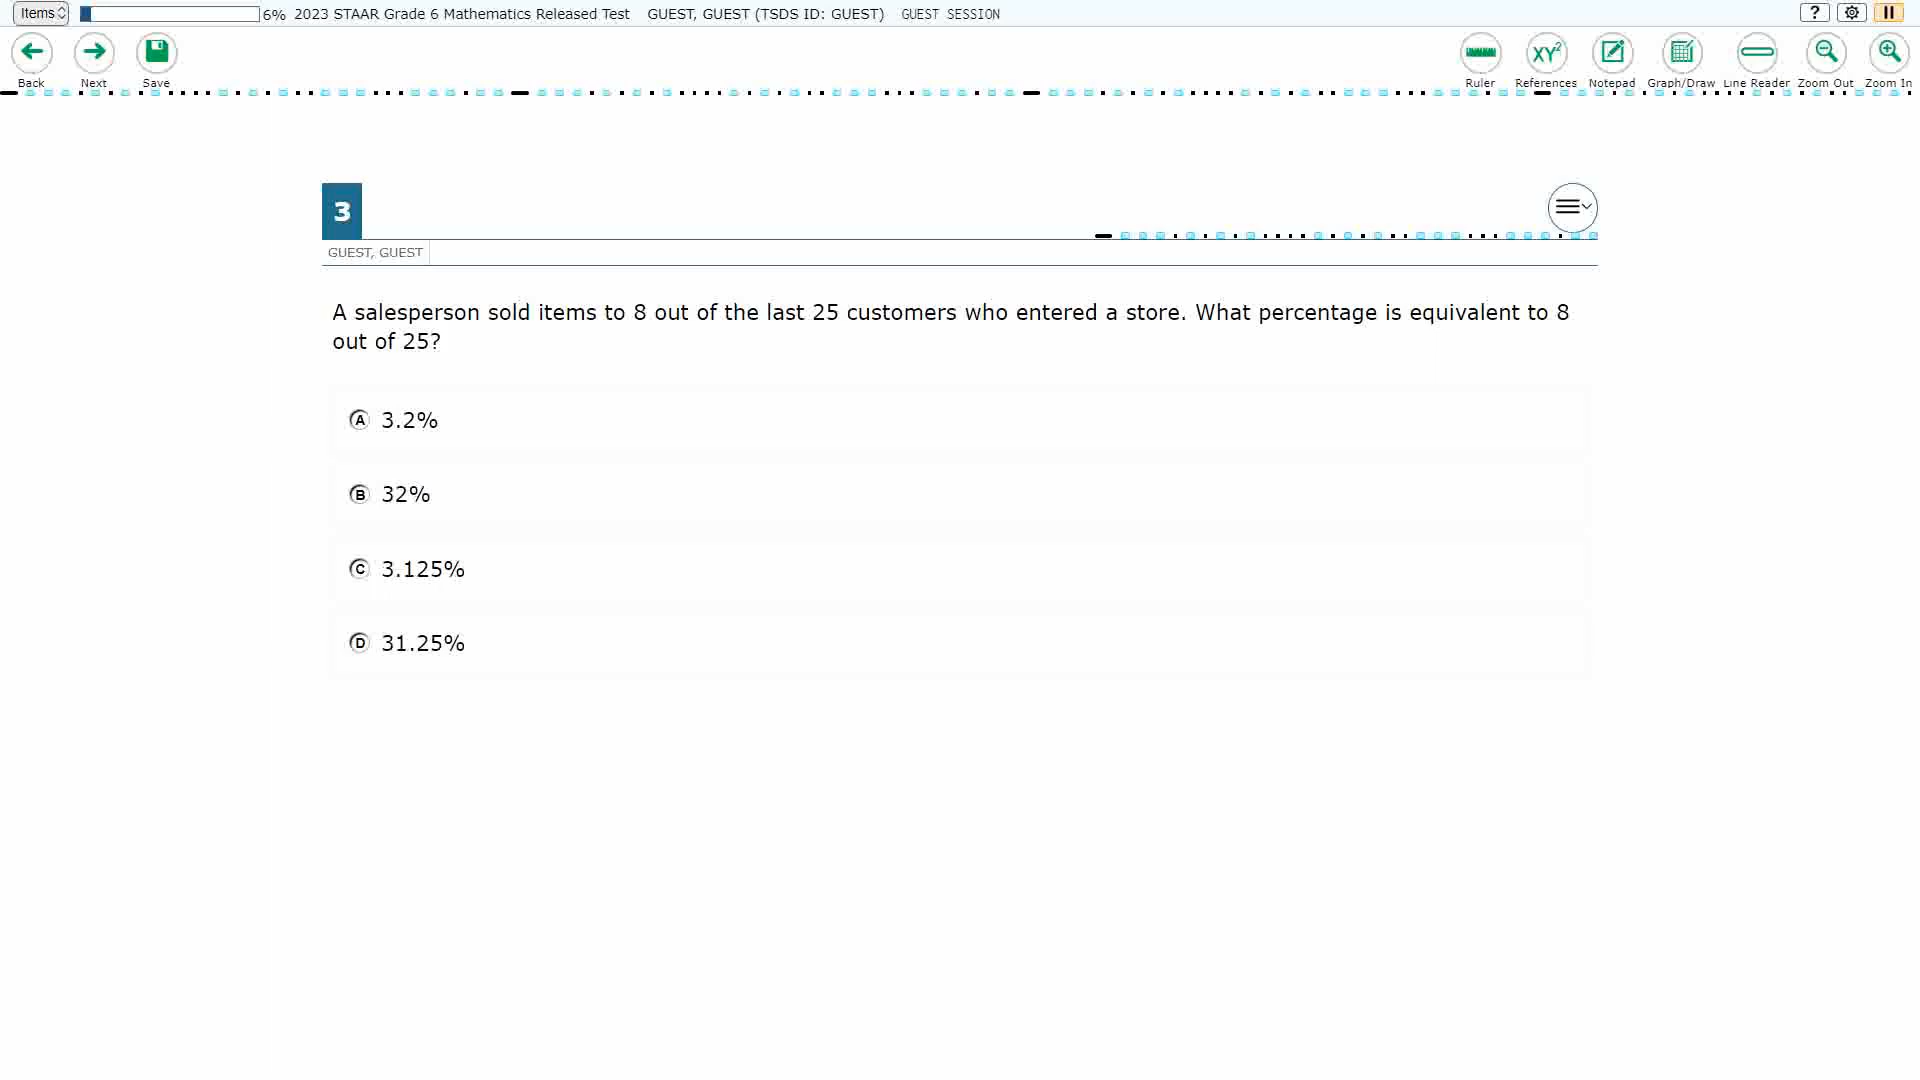 Items 6% 2023 STAAR Grade 6 Mathematics Released Test GUEST, GUEST (TSDS ID: GUEST) GUEST SESSION ?
Back Next Save XY² Ruler References Notepad Graph/Draw Line Reader Zoom Out Zoom In
3
GUEST, GUEST
A salesperson sold items to 8 out of the last 25 customers who entered a store. What percentage is equivalent to 8
out of 25?
A 3.2%
B 32%
C 3.125%
D 31.25%